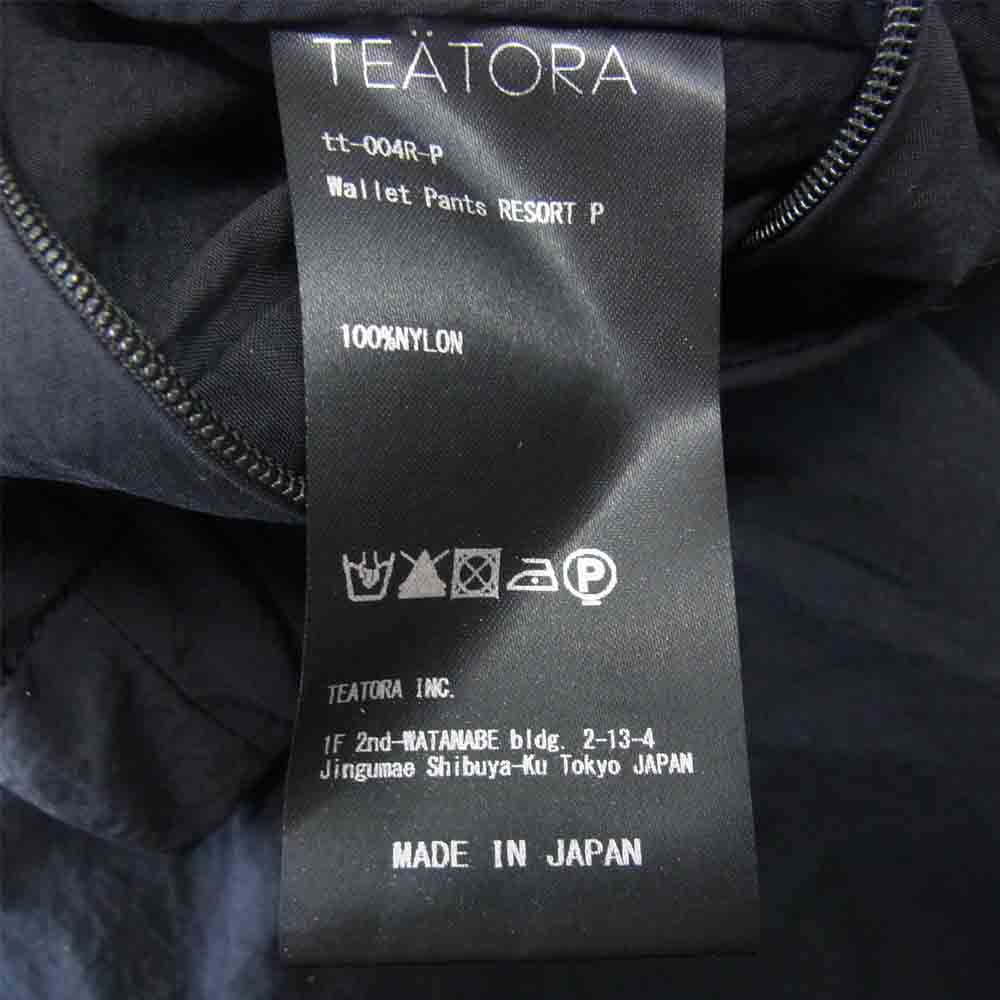 TEÄTORA
tt-004R-P
Wallet Pants RESORT P
100%NYLON
P
TEATORA INC.
1F 2nd-WATANABE bldg. 2-13-4
Jingumae Shibuya-Ku Tokyo JAPAN
MADE IN JAPAN